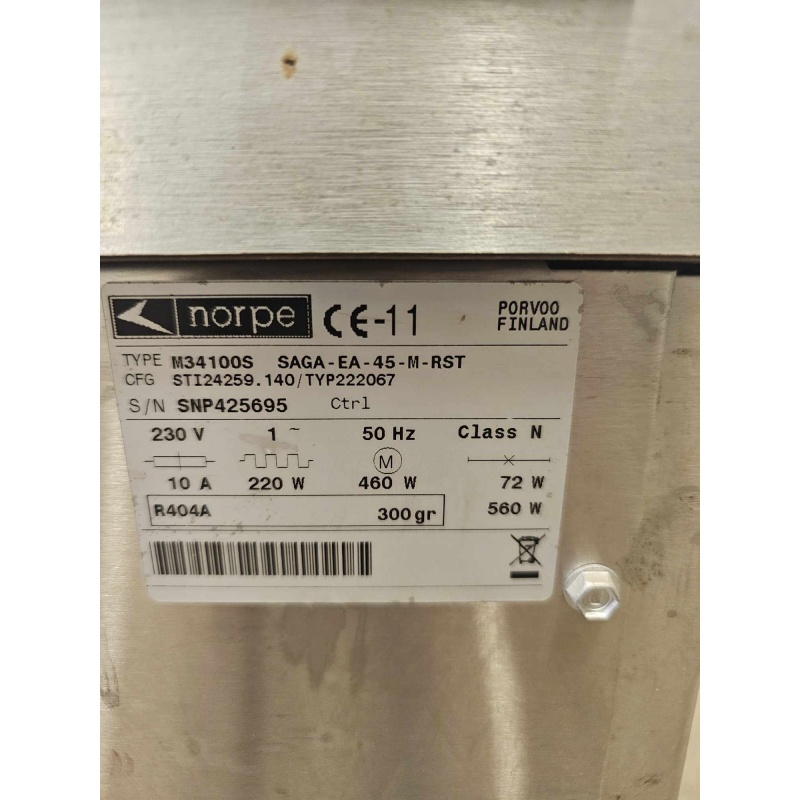 norpe CE-11 PORVOO
FINLAND
TYPE M34100S SAGA-EA-45-M-RST
CFG STI24259.140/TYP222067
S/N SNP425695 Ctrl
230 V 1~ 50 Hz Class N
M
10 A 220 W 460 W 72 W
R404A 300gr 560 W